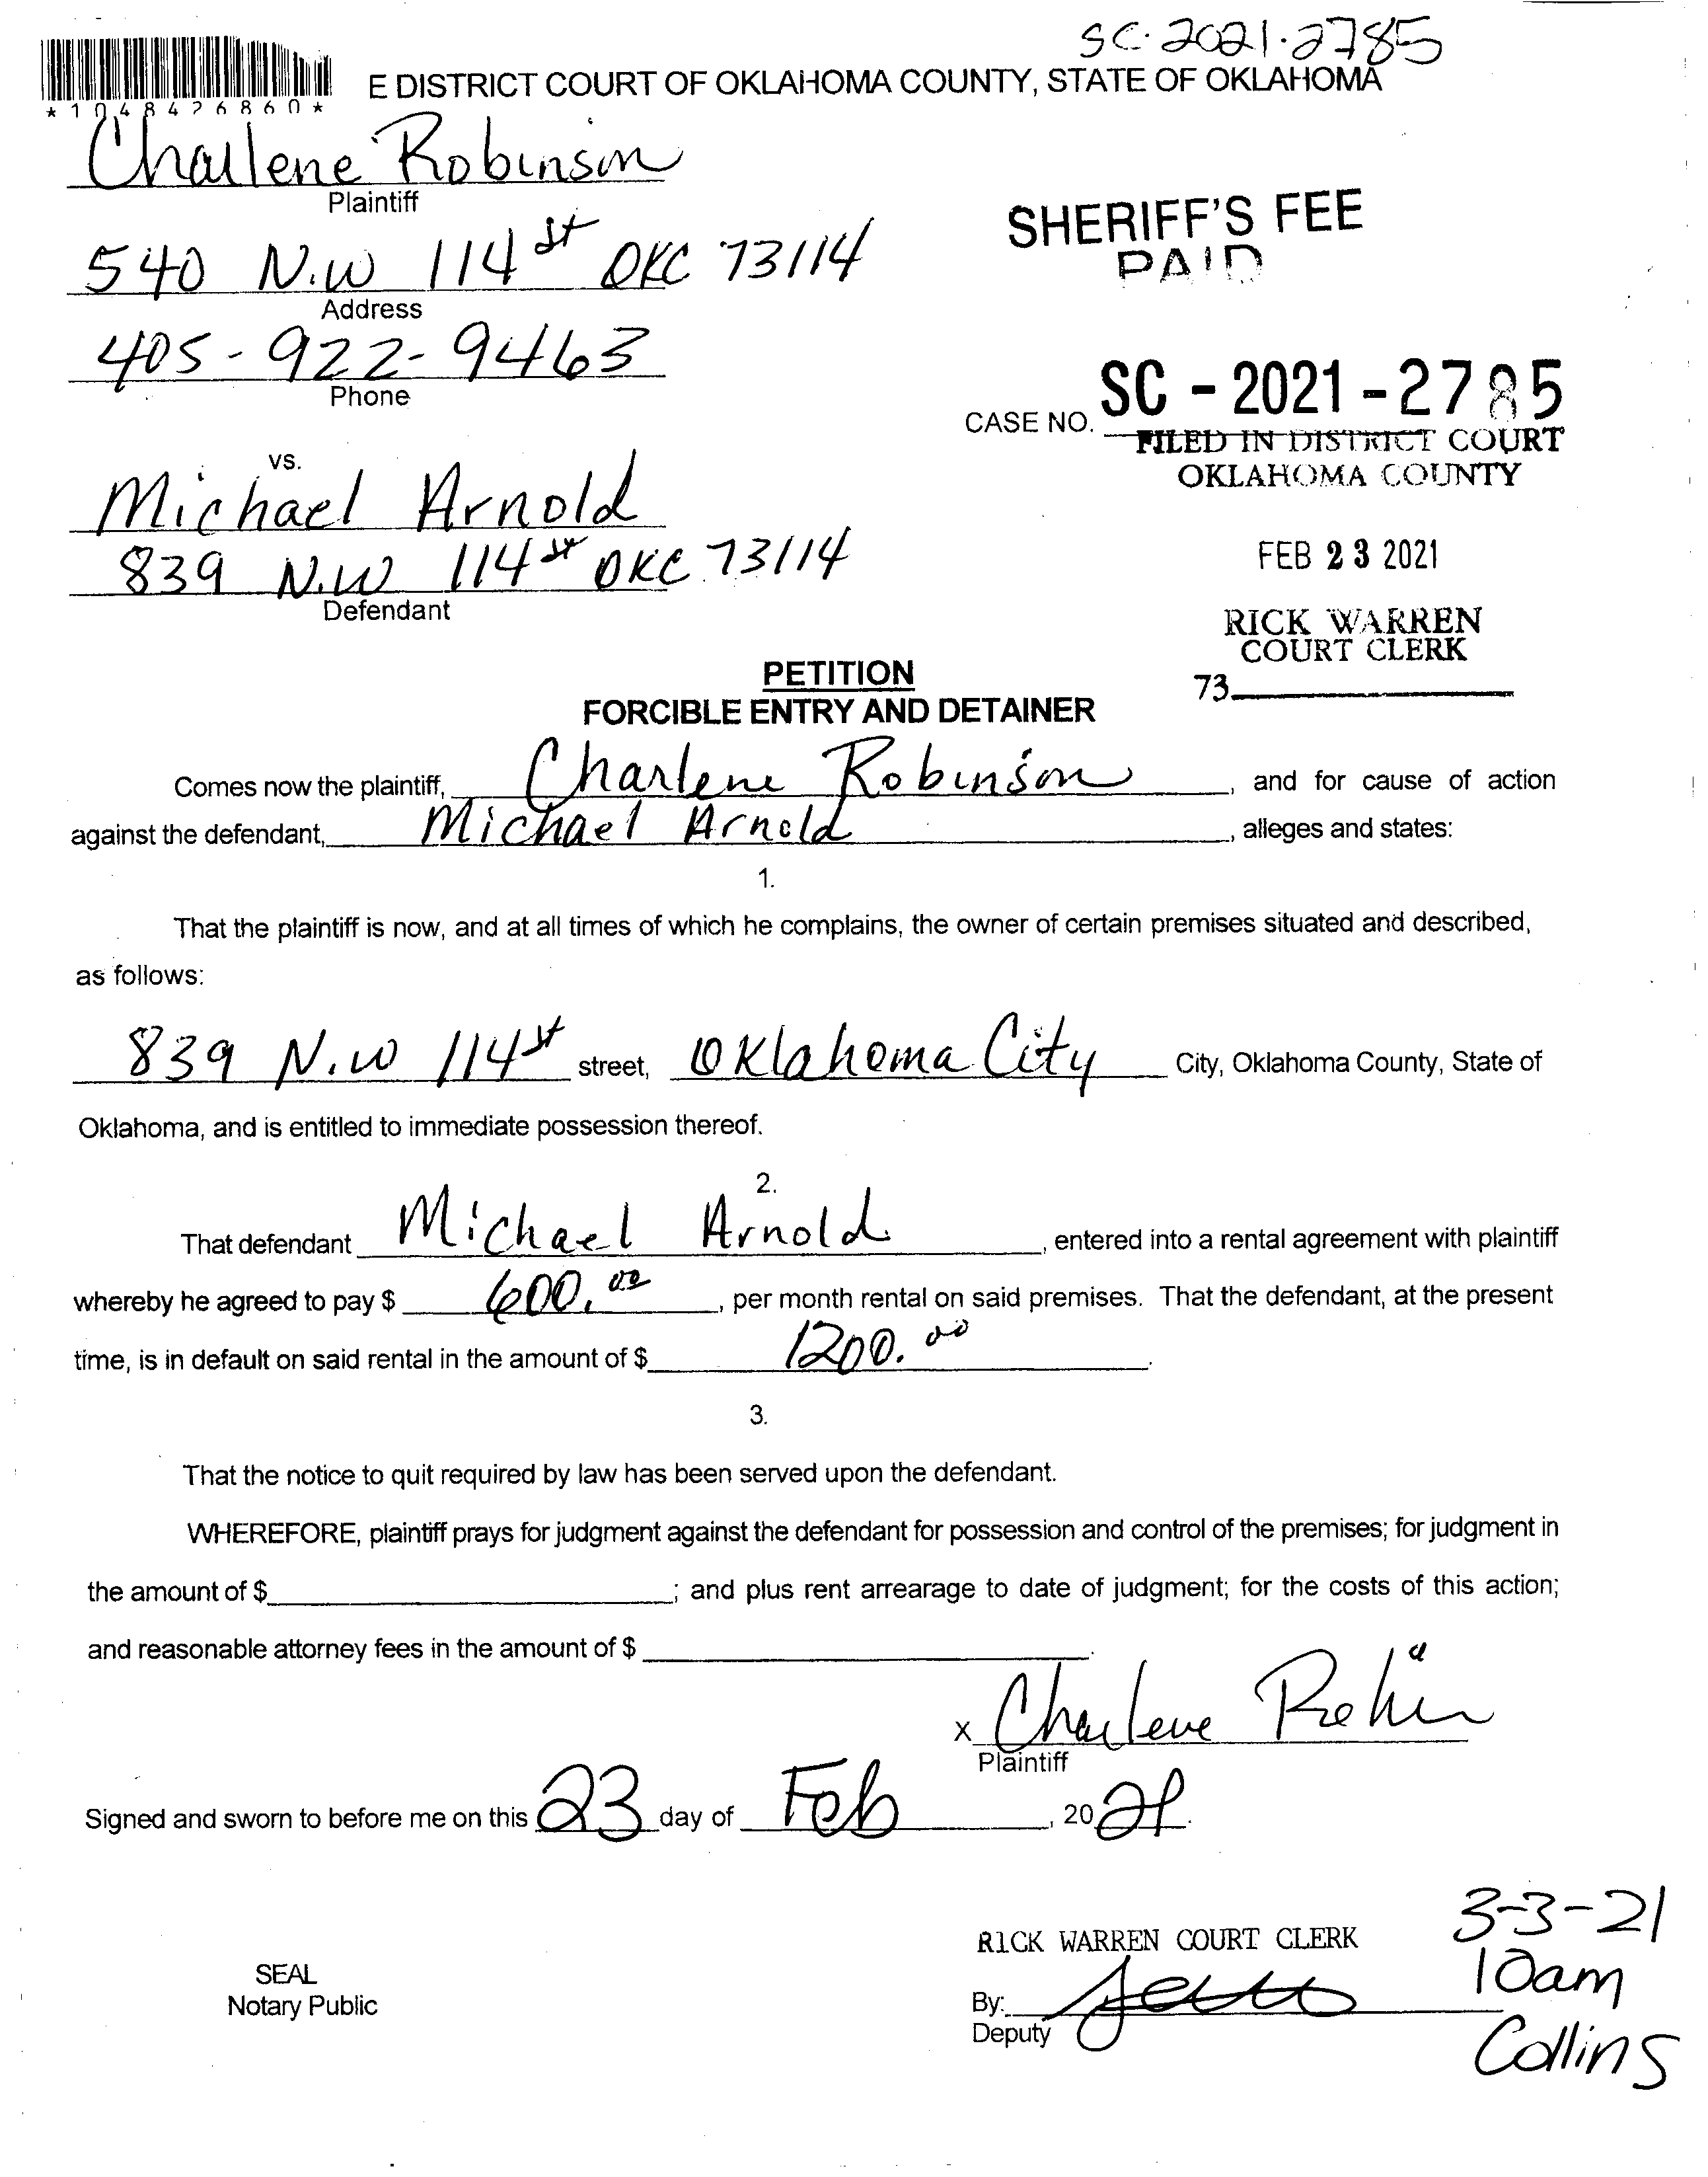 SC-2021-2785
E DISTRICT COURT OF OKLAHOMA COUNTY, STATE OF OKLAHOMA
*1048426860*
Charlene Robinson
Plaintiff
SHERIFF'S FEE
PAID
540 N.W 114st OKC 73114
Address
405-922-9463
Phone
CASE NO. SC - 2021 - 2785
FILED IN DISTRICT COURT
OKLAHOMA COUNTY
vs.
Michael Arnold
FEB 23 2021
839 N.W 114st OKC 73114
Defendant
RICK WARREN
COURT CLERK
73
PETITION
FORCIBLE ENTRY AND DETAINER
Comes now the plaintiff, Charlene Robinson, and for cause of action
against the defendant, Michael Arnold, alleges and states:
1.
That the plaintiff is now, and at all times of which he complains, the owner of certain premises situated and described,
as follows:
839 N.W 114st street, Oklahoma City City, Oklahoma County, State of
Oklahoma, and is entitled to immediate possession thereof.
2.
That defendant Michael Arnold, entered into a rental agreement with plaintiff
whereby he agreed to pay $ 600.00, per month rental on said premises. That the defendant, at the present
time, is in default on said rental in the amount of $ 1200.00.
3.
That the notice to quit required by law has been served upon the defendant.
WHEREFORE, plaintiff prays for judgment against the defendant for possession and control of the premises; for judgment in
the amount of $ ; and plus rent arrearage to date of judgment; for the costs of this action;
and reasonable attorney fees in the amount of $ .
x Charlene
Plaintiff
Signed and sworn to before me on this 23 day of Feb, 2021.
RICK WARREN COURT CLERK
3-3-21
10am
Collins
SEAL
Notary Public
By:
Deputy